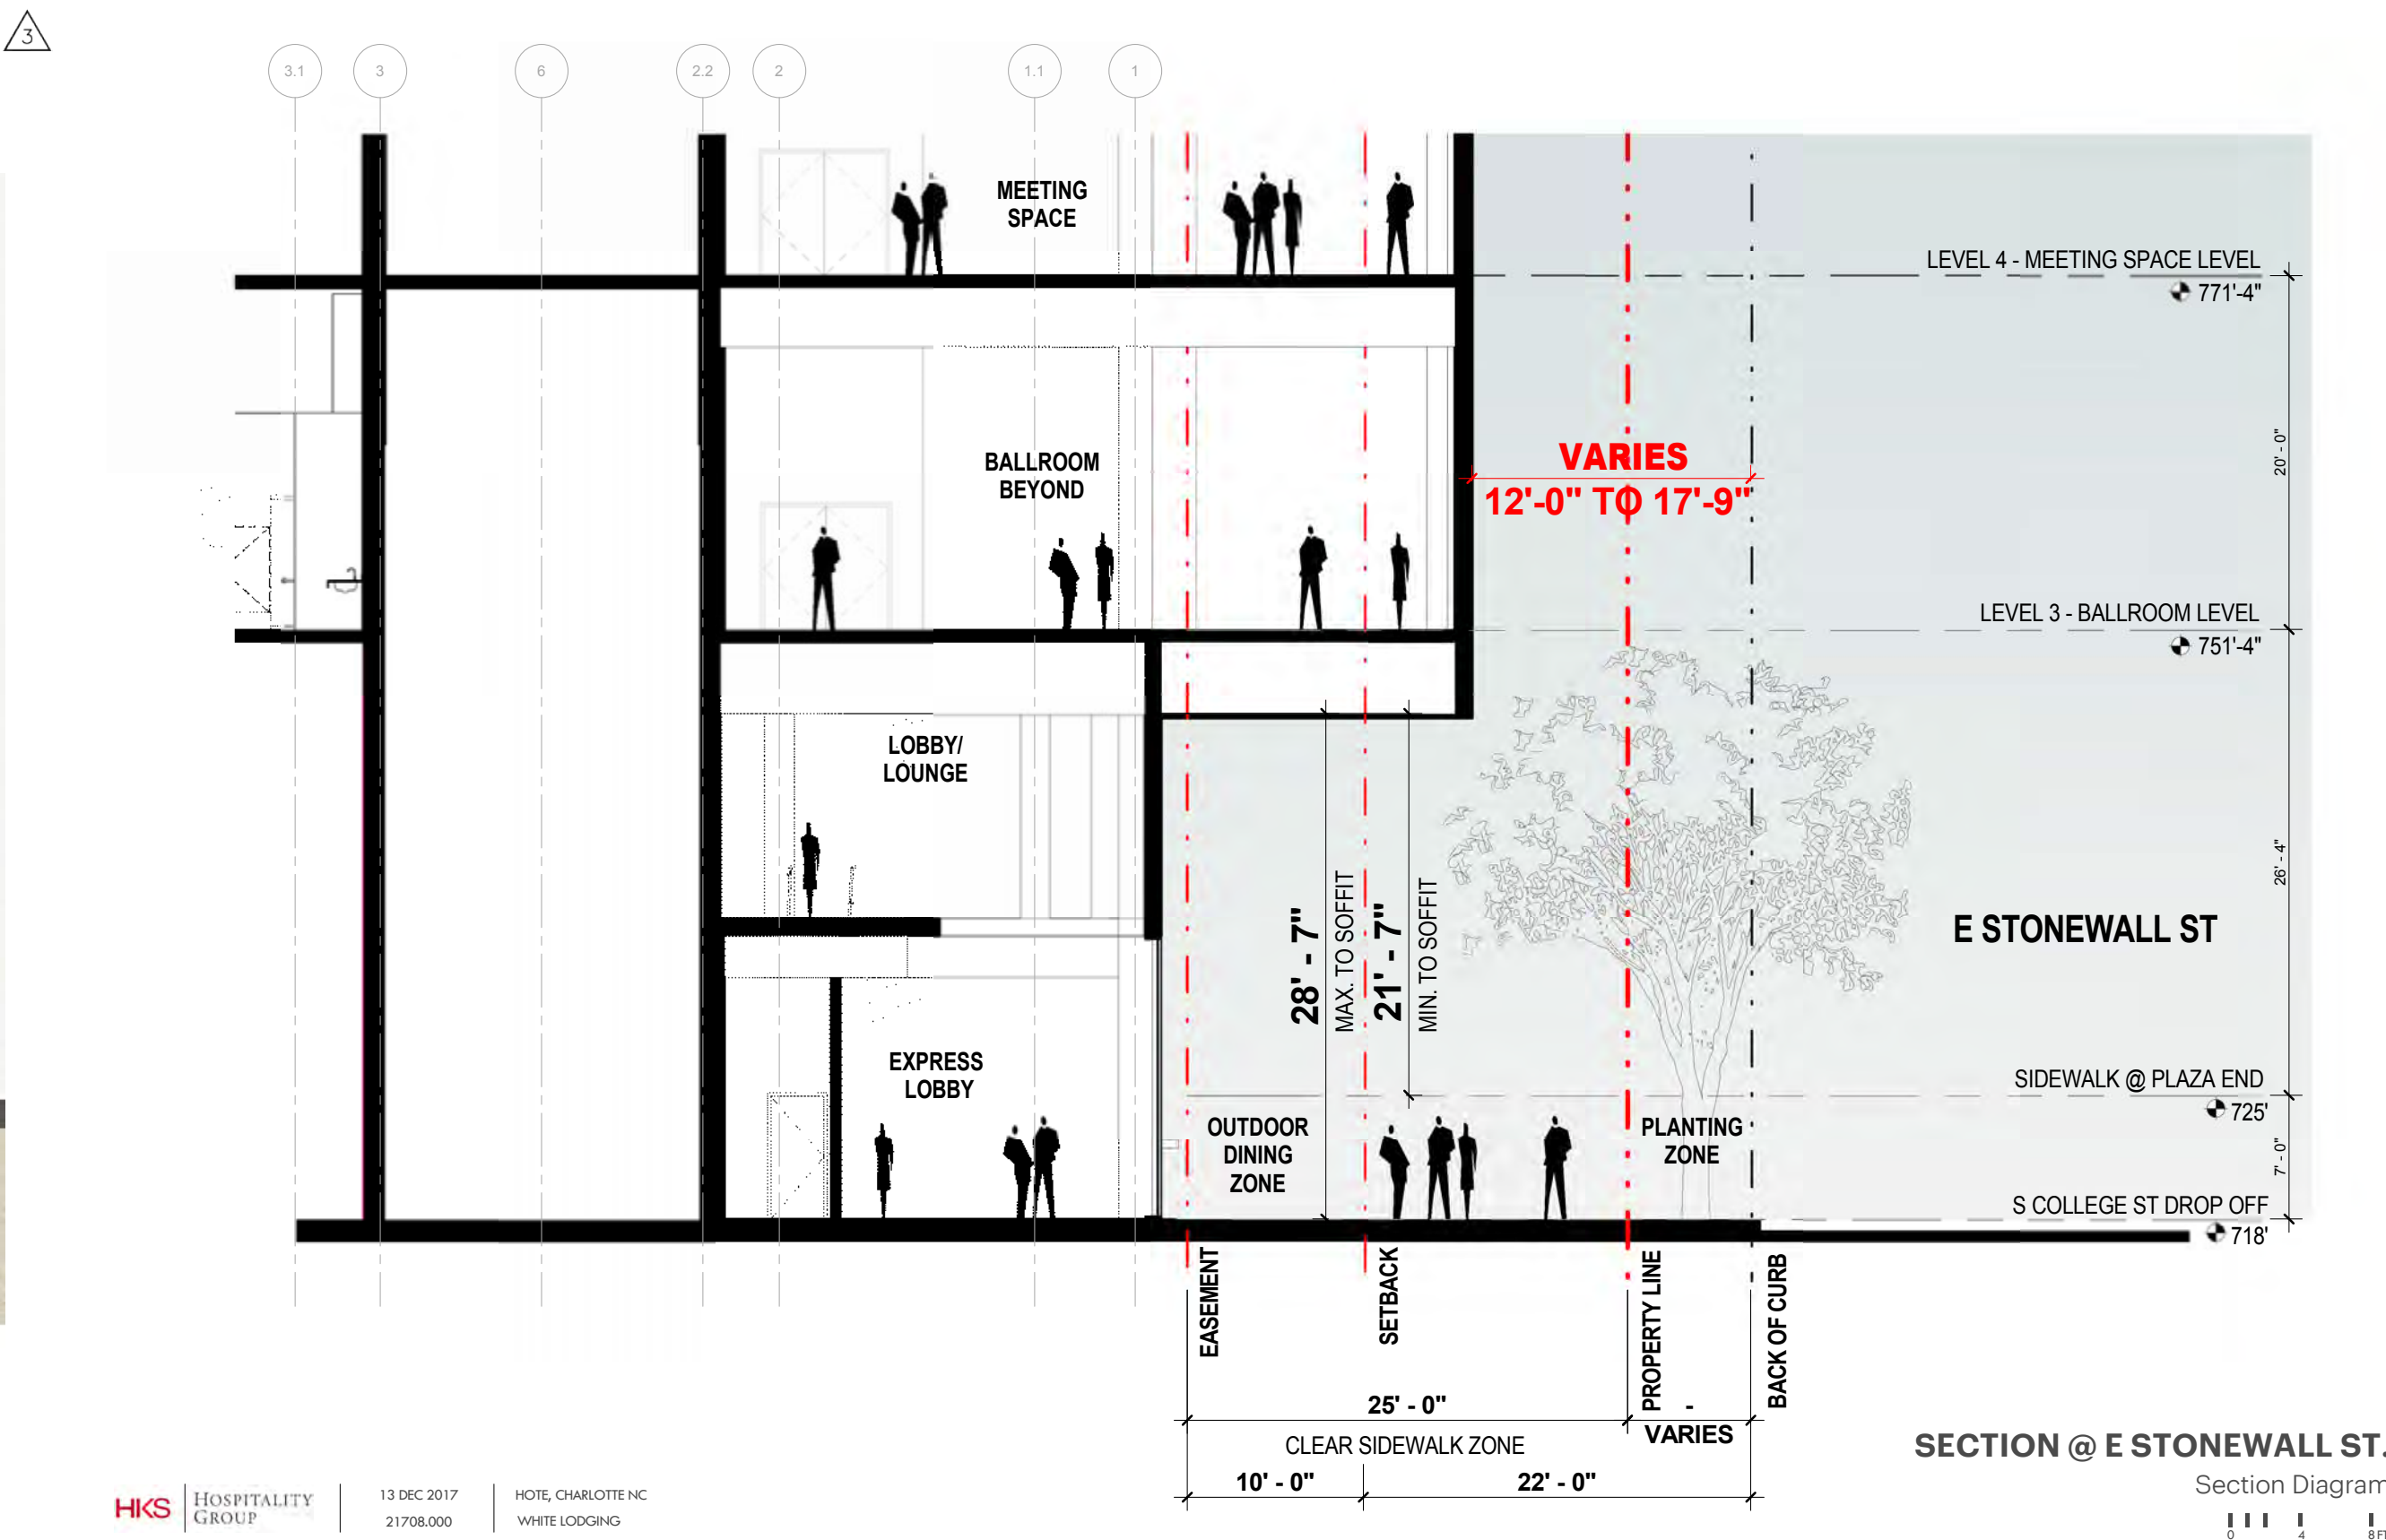 3
3.1
3
6
2.2
2
1.1
1
MEETING
SPACE
LEVEL 4 - MEETING SPACE LEVEL
771'-4"
20' - 0"
BALLROOM
BEYOND
VARIES
12'-0" TO 17'-9"
LEVEL 3 - BALLROOM LEVEL
751'-4"
LOBBY/
LOUNGE
28' - 7"
MAX. TO SOFFIT
21' - 7"
MIN. TO SOFFIT
26' - 4"
E STONEWALL ST
EXPRESS
LOBBY
SIDEWALK @ PLAZA END
725'
OUTDOOR
DINING
ZONE
PLANTING
ZONE
7' - 0"
S COLLEGE ST DROP OFF
718'
EASEMENT
SETBACK
PROPERTY LINE
BACK OF CURB
25' - 0"
-
VARIES
CLEAR SIDEWALK ZONE
10' - 0"
22' - 0"
SECTION @ E STONEWALL ST.
Section Diagram
0 4 8 FT
HKS
HOSPITALITY
GROUP
13 DEC 2017
21708.000
HOTE, CHARLOTTE NC
WHITE LODGING